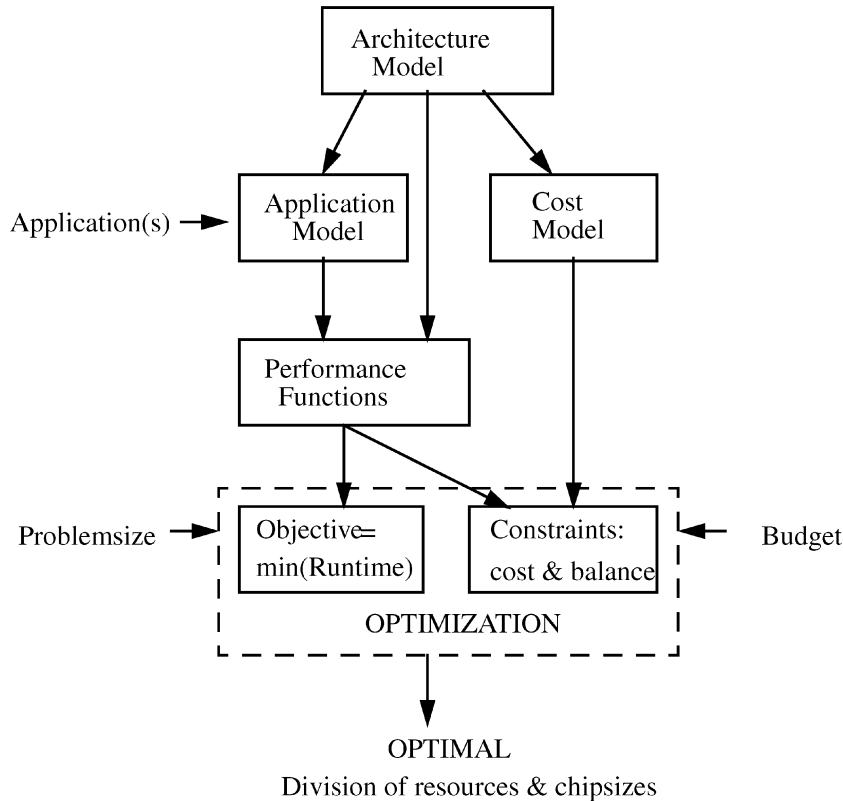 Architecture
Model
Application(s)
Application
Model
Cost
Model
Performance
Functions
Problemsize
Objective=
min(Runtime)
Constraints:
cost & balance
Budget
OPTIMIZATION
OPTIMAL
Division of resources & chipsizes